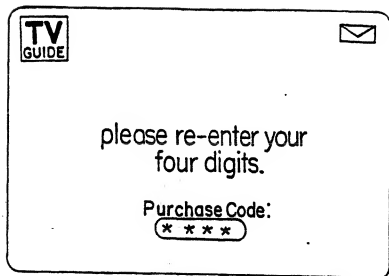 TV
GUIDE
please re-enter your
four digits.
Purchase Code:
* * * *